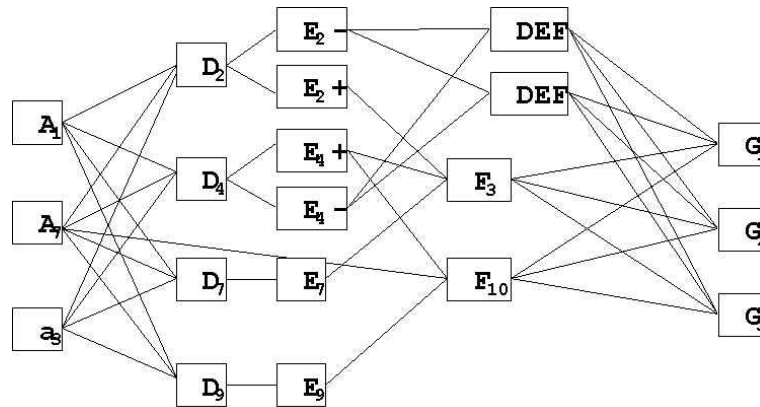 A₁
A₇
a₃
D₂
D₄
D₇
D₉
E₂ -
E₂ +
E₄ +
E₄ -
E₇
E₉
DEF
DEF
F₃
F₁₀
G
G
G